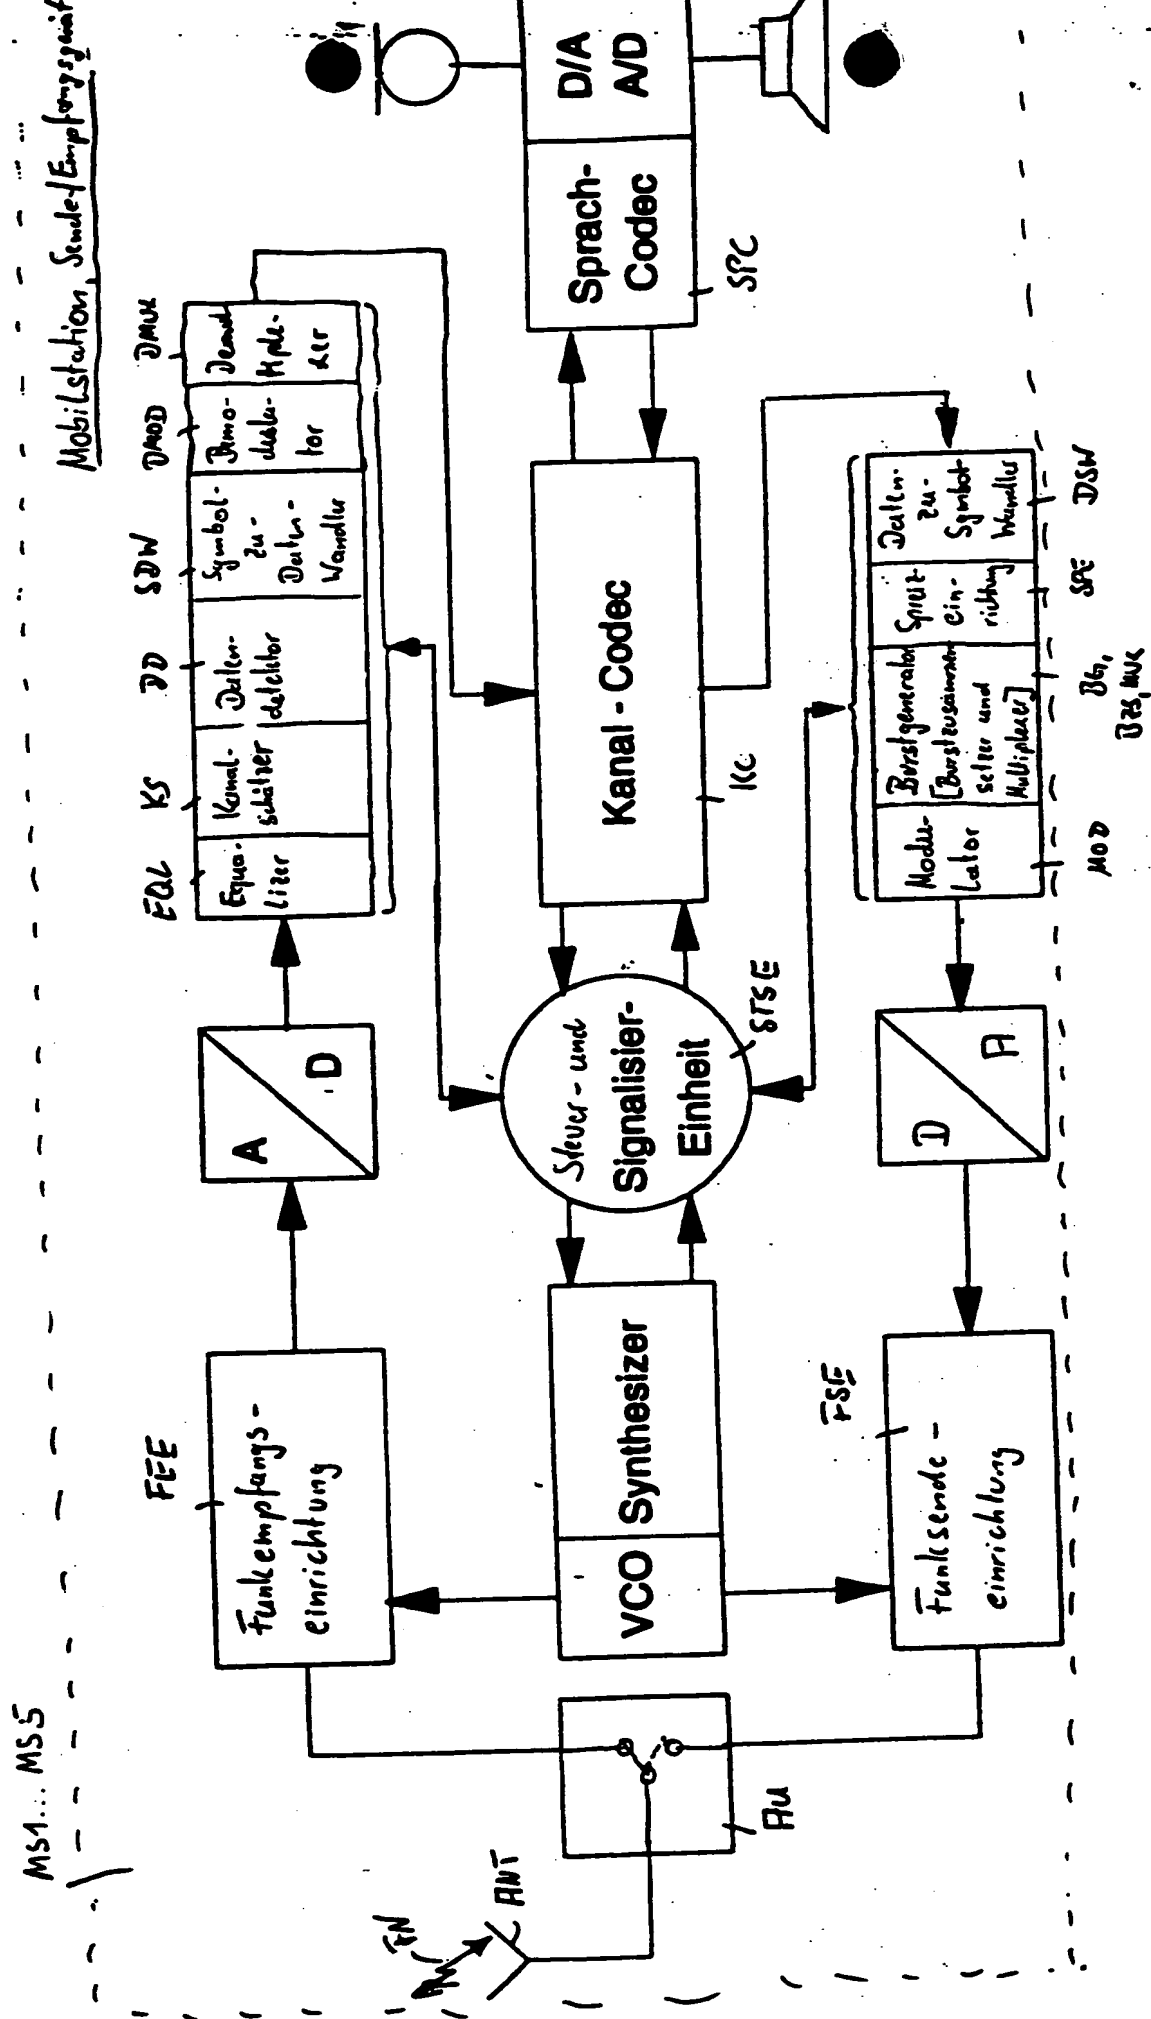 MS1...MS5
Mobilstation, Sende-/Empfangsgerät
FN
ANT
AU
FEE
Funkempfangs-
einrichtung
A
D
EQL
Equa-
lizer
KS
Kanal-
schätzer
DD
Daten-
detektor
SDW
Symbol-
zu
Daten-
Wandler
DMOD
Demo-
dula-
tor
DMUX
Demul
tiple-
xer
VCO
Synthesizer
Steuer- und
Signalisier-
Einheit
STSE
Kanal-Codec
KC
Sprach-
Codec
SPC
D/A
A/D
FSE
Funksende-
einrichtung
D
A
Modu-
lator
MOD
Burstgenerator
[Burstzusammen
setzer und
Multiplexer]
BG,
BZS, MUX
Spreiz-
ein-
richtung
SPE
Daten-
zu
Symbol-
Wandler
DSW